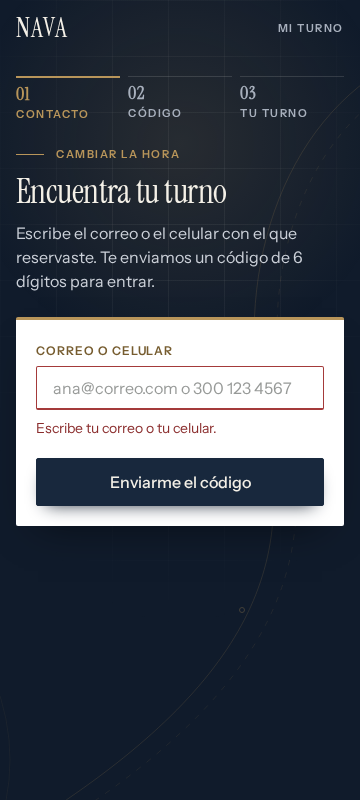 NAVA
MI TURNO
01
CONTACTO
02
CÓDIGO
03
TU TURNO
CAMBIAR LA HORA
Encuentra tu turno
Escribe el correo o el celular con el que
reservaste. Te enviamos un código de 6
dígitos para entrar.
CORREO O CELULAR
ana@correo.com o 300 123 4567
Escribe tu correo o tu celular.
Enviarme el código